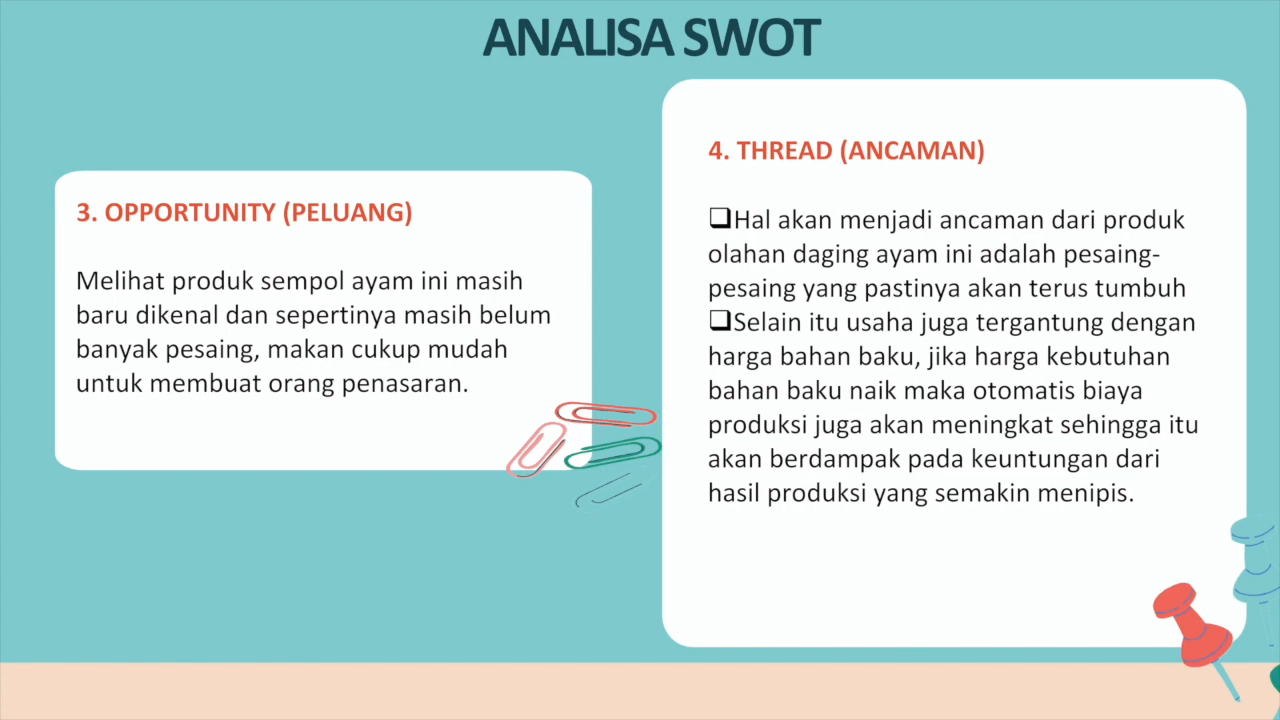 ANALISA SWOT
3. OPPORTUNITY (PELUANG)
Melihat produk sempol ayam ini masih
baru dikenal dan sepertinya masih belum
banyak pesaing, makan cukup mudah
untuk membuat orang penasaran.
4. THREAD (ANCAMAN)
❑Hal akan menjadi ancaman dari produk
olahan daging ayam ini adalah pesaing-
pesaing yang pastinya akan terus tumbuh
❑Selain itu usaha juga tergantung dengan
harga bahan baku, jika harga kebutuhan
bahan baku naik maka otomatis biaya
produksi juga akan meningkat sehingga itu
akan berdampak pada keuntungan dari
hasil produksi yang semakin menipis.